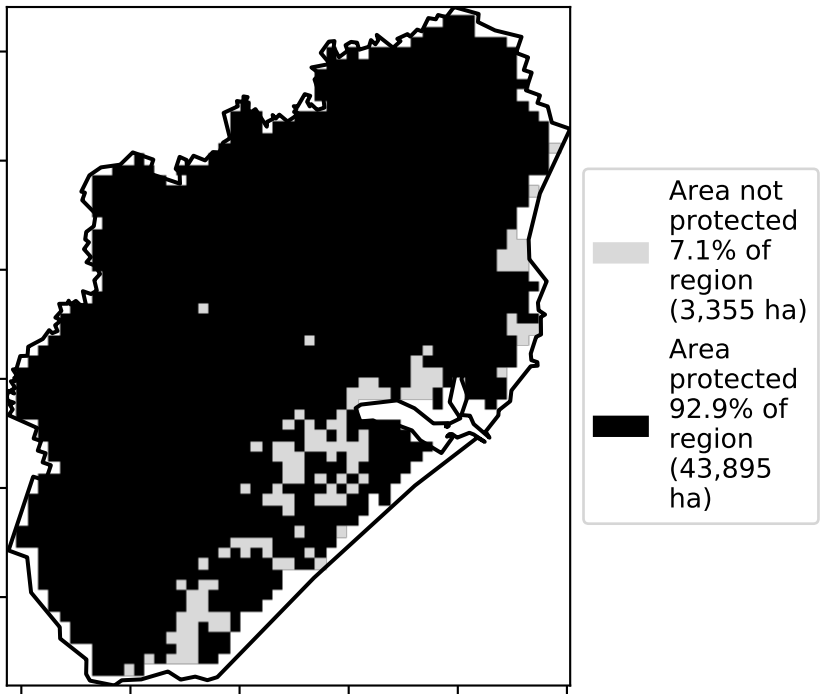 Area not
protected
7.1% of
region
(3,355 ha)
Area
protected
92.9% of
region
(43,895
ha)